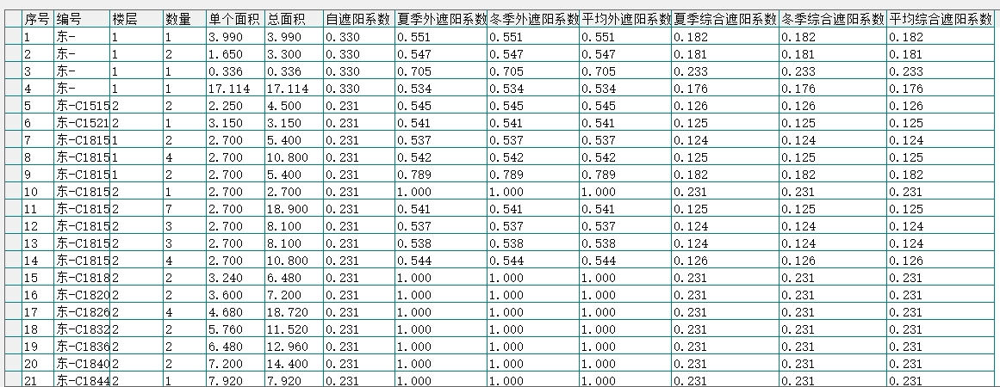 序号 编号 楼层 数量 单个面积 总面积 自遮阳系数 夏季外遮阳系数 冬季外遮阳系数 平均外遮阳系数 夏季综合遮阳系数 冬季综合遮阳系数 平均综合遮阳系数
1 东- 1 1 3.990 3.990 0.330 0.551 0.551 0.551 0.182 0.182 0.182
2 东- 1 2 1.650 3.300 0.330 0.547 0.547 0.547 0.181 0.181 0.181
3 东- 1 1 0.336 0.336 0.330 0.705 0.705 0.705 0.233 0.233 0.233
4 东- 1 1 17.114 17.114 0.330 0.534 0.534 0.534 0.176 0.176 0.176
5 东-C1515 2 2 2.250 4.500 0.231 0.545 0.545 0.545 0.126 0.126 0.126
6 东-C1521 2 1 3.150 3.150 0.231 0.541 0.541 0.541 0.125 0.125 0.125
7 东-C1815 1 2 2.700 5.400 0.231 0.537 0.537 0.537 0.124 0.124 0.124
8 东-C1815 1 4 2.700 10.800 0.231 0.542 0.542 0.542 0.125 0.125 0.125
9 东-C1815 1 2 2.700 5.400 0.231 0.789 0.789 0.789 0.182 0.182 0.182
10 东-C1815 2 1 2.700 2.700 0.231 1.000 1.000 1.000 0.231 0.231 0.231
11 东-C1815 2 7 2.700 18.900 0.231 0.541 0.541 0.541 0.125 0.125 0.125
12 东-C1815 2 3 2.700 8.100 0.231 0.537 0.537 0.537 0.124 0.124 0.124
13 东-C1815 2 3 2.700 8.100 0.231 0.538 0.538 0.538 0.124 0.124 0.124
14 东-C1815 2 4 2.700 10.800 0.231 0.544 0.544 0.544 0.126 0.126 0.126
15 东-C1818 2 2 3.240 6.480 0.231 1.000 1.000 1.000 0.231 0.231 0.231
16 东-C1820 2 2 3.600 7.200 0.231 1.000 1.000 1.000 0.231 0.231 0.231
17 东-C1826 2 4 4.680 18.720 0.231 1.000 1.000 1.000 0.231 0.231 0.231
18 东-C1832 2 2 5.760 11.520 0.231 1.000 1.000 1.000 0.231 0.231 0.231
19 东-C1836 2 2 6.480 12.960 0.231 1.000 1.000 1.000 0.231 0.231 0.231
20 东-C1840 2 2 7.200 14.400 0.231 1.000 1.000 1.000 0.231 0.231 0.231
21 东-C1844 2 1 7.920 7.920 0.231 1.000 1.000 1.000 0.231 0.231 0.231